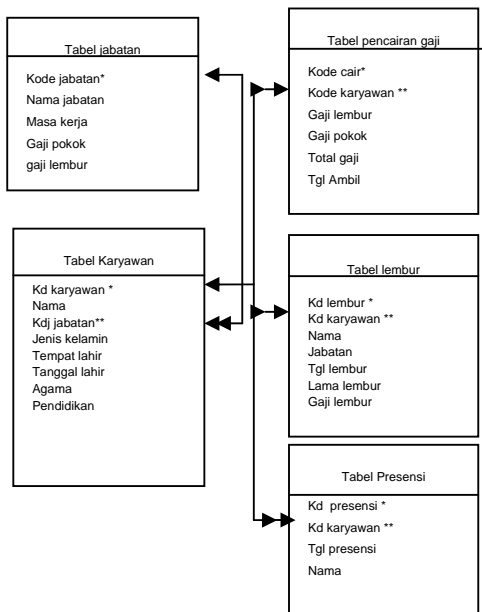 Tabel jabatan
Kode jabatan*
Nama jabatan
Masa kerja
Gaji pokok
gaji lembur
Tabel pencairan gaji
Kode cair*
Kode karyawan **
Gaji lembur
Gaji pokok
Total gaji
Tgl Ambil
Tabel Karyawan
Kd karyawan *
Nama
Kdj jabatan**
Jenis kelamin
Tempat lahir
Tanggal lahir
Agama
Pendidikan
Tabel lembur
Kd lembur *
Kd karyawan **
Nama
Jabatan
Tgl lembur
Lama lembur
Gaji lembur
Tabel Presensi
Kd  presensi *
Kd karyawan **
Tgl presensi
Nama